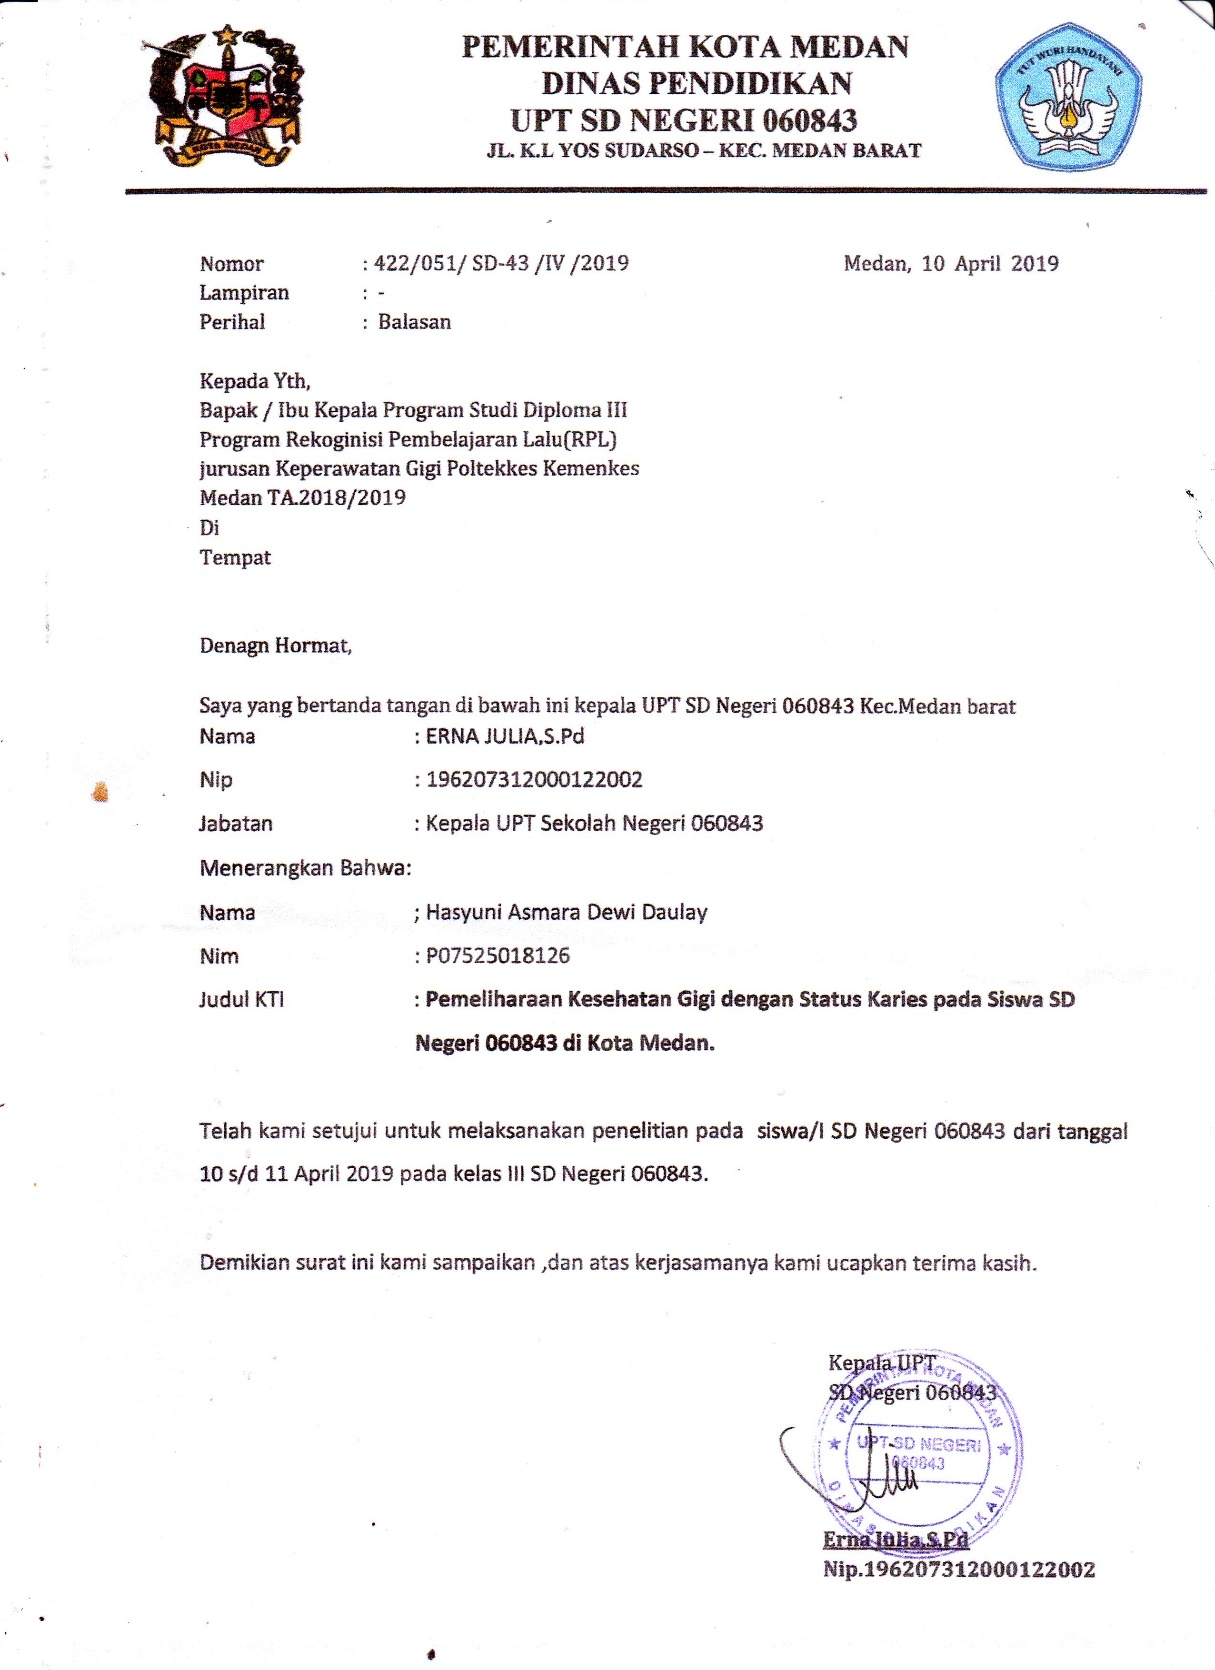 PEMERINTAH KOTA MEDAN
DINAS PENDIDIKAN
UPT SD NEGERI 060843
JL. K.L YOS SUDARSO – KEC. MEDAN BARAT
KOTA MEDAN
TUT WURI HANDAYANI
Nomor : 422/051/ SD-43 /IV /2019 Medan, 10 April 2019
Lampiran : -
Perihal : Balasan
Kepada Yth,
Bapak / Ibu Kepala Program Studi Diploma III
Program Rekoginisi Pembelajaran Lalu(RPL)
jurusan Keperawatan Gigi Poltekkes Kemenkes
Medan TA.2018/2019
Di
Tempat
Denagn Hormat,
Saya yang bertanda tangan di bawah ini kepala UPT SD Negeri 060843 Kec.Medan barat
Nama : ERNA JULIA,S.Pd
Nip : 196207312000122002
Jabatan : Kepala UPT Sekolah Negeri 060843
Menerangkan Bahwa:
Nama ; Hasyuni Asmara Dewi Daulay
Nim : P07525018126
Judul KTI : Pemeliharaan Kesehatan Gigi dengan Status Karies pada Siswa SD
Negeri 060843 di Kota Medan.
Telah kami setujui untuk melaksanakan penelitian pada siswa/I SD Negeri 060843 dari tanggal
10 s/d 11 April 2019 pada kelas III SD Negeri 060843.
Demikian surat ini kami sampaikan ,dan atas kerjasamanya kami ucapkan terima kasih.
Kepala UPT
SD Negeri 060843
PEMERINTAH KOTA MEDAN
UPT-SD NEGERI
060843
DINAS PENDIDIKAN
Erna Julia,S.Pd
Nip.196207312000122002